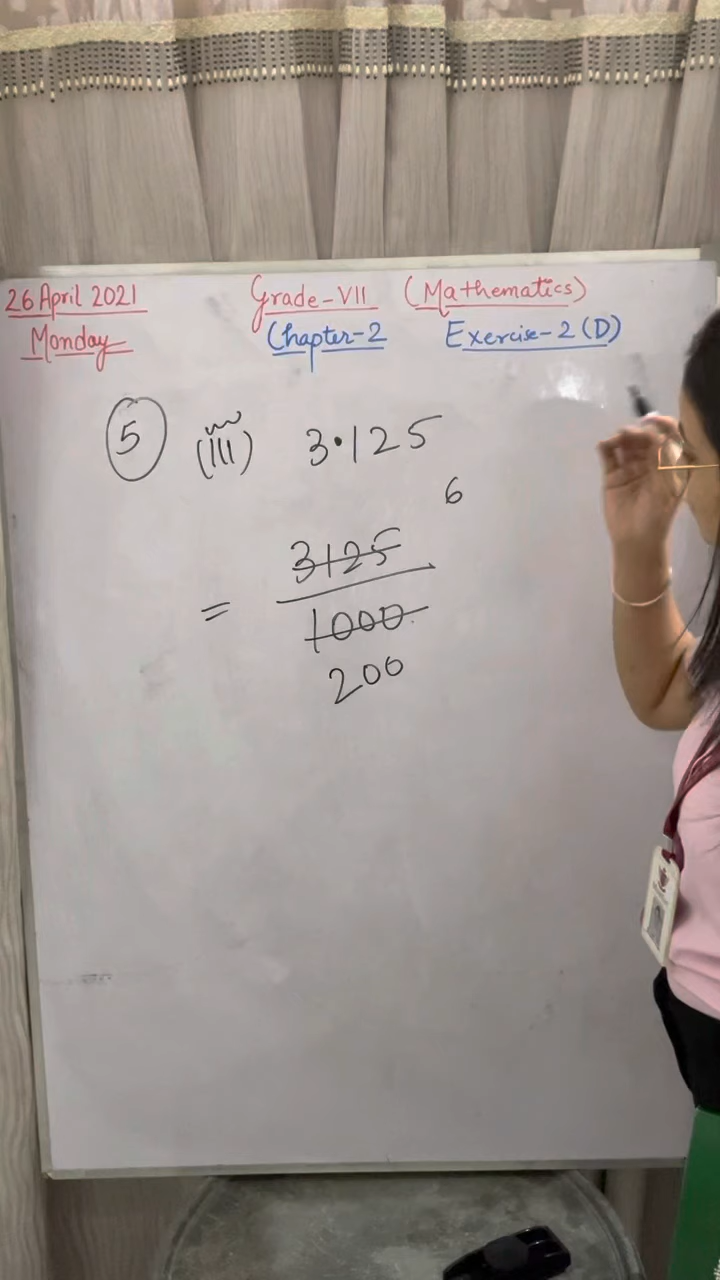 26 April 2021 Grade-VII (Mathematics)
Monday Chapter-2 Exercise-2(D)
5 (iii) 3.125
6
= 3125
1000
200